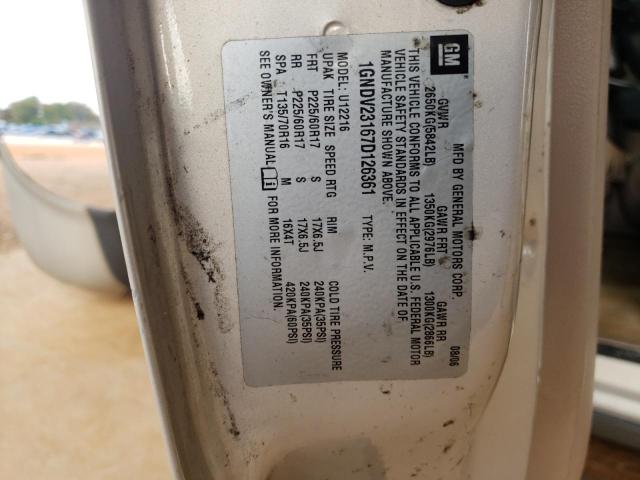 GM
MFD BY GENERAL MOTORS CORP. 08/06
GVWR GAWR FRT GAWR RR
2650KG(5842LB) 1350KG(2976LB) 1300KG(2866LB)
THIS VEHICLE CONFORMS TO ALL APPLICABLE U.S. FEDERAL MOTOR
VEHICLE SAFETY STANDARDS IN EFFECT ON THE DATE OF
MANUFACTURE SHOWN ABOVE.
1GNDV23167D126361 TYPE: M.P.V.
MODEL: U12216
UPAK TIRE SIZE SPEED RTG RIM COLD TIRE PRESSURE
FRT P225/60R17 S 17X6.5J 240KPA(35PSI)
RR P225/60R17 S 17X6.5J 240KPA(35PSI)
SPA T135/70R16 M 16X4T 420KPA(60PSI)
SEE OWNER'S MANUAL FOR MORE INFORMATION.